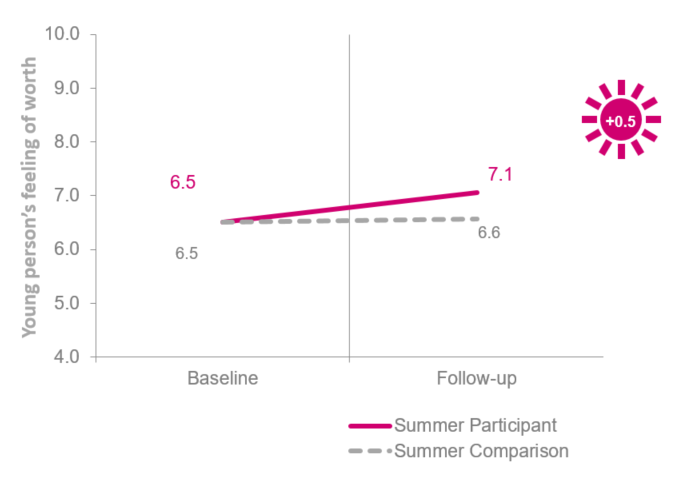 10.0
9.0
8.0
7.0
6.0
5.0
4.0
Young person's feeling of worth
6.5
7.1
+0.5
6.5
6.6
Baseline
Follow-up
Summer Participant
Summer Comparison